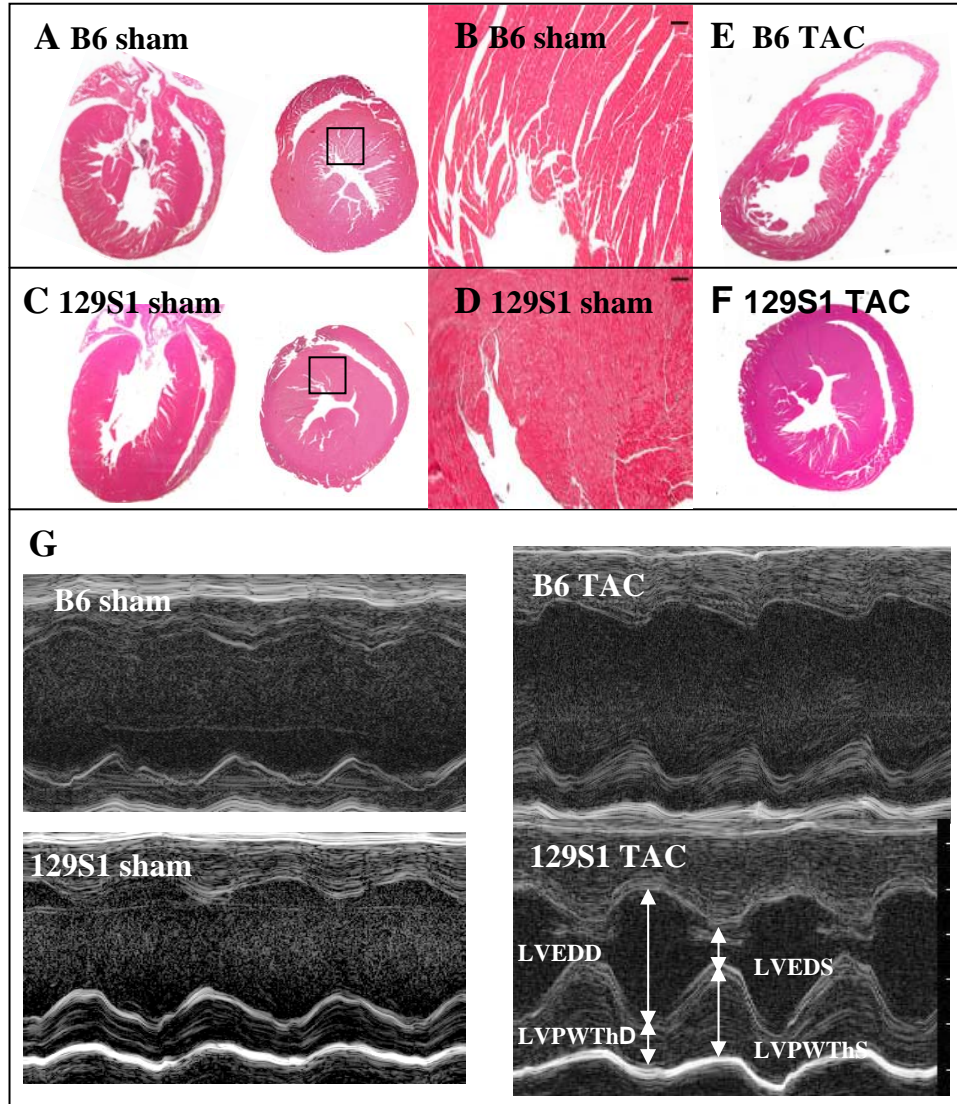 A B6 sham
B B6 sham
E B6 TAC
C 129S1 sham
D 129S1 sham
F 129S1 TAC
G
B6 sham
B6 TAC
129S1 sham
129S1 TAC
LVEDD
LVEDS
LVPWThD
LVPWThS